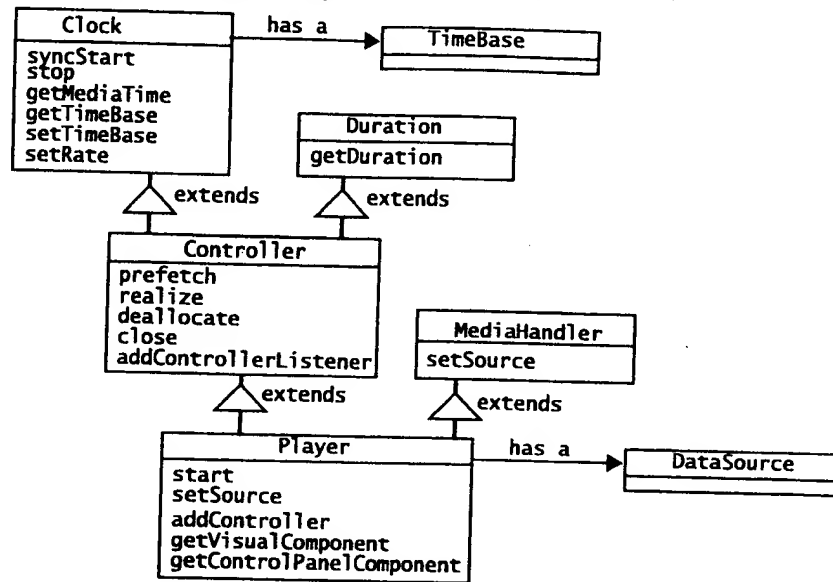 Clock
has a
TimeBase
syncStart
stop
getMediaTime
getTimeBase
setTimeBase
setRate
Duration
getDuration
extends
extends
Controller
prefetch
realize
deallocate
close
addControllerListener
MediaHandler
setSource
extends
extends
Player
has a
DataSource
start
setSource
addController
getVisualComponent
getControlPanelComponent